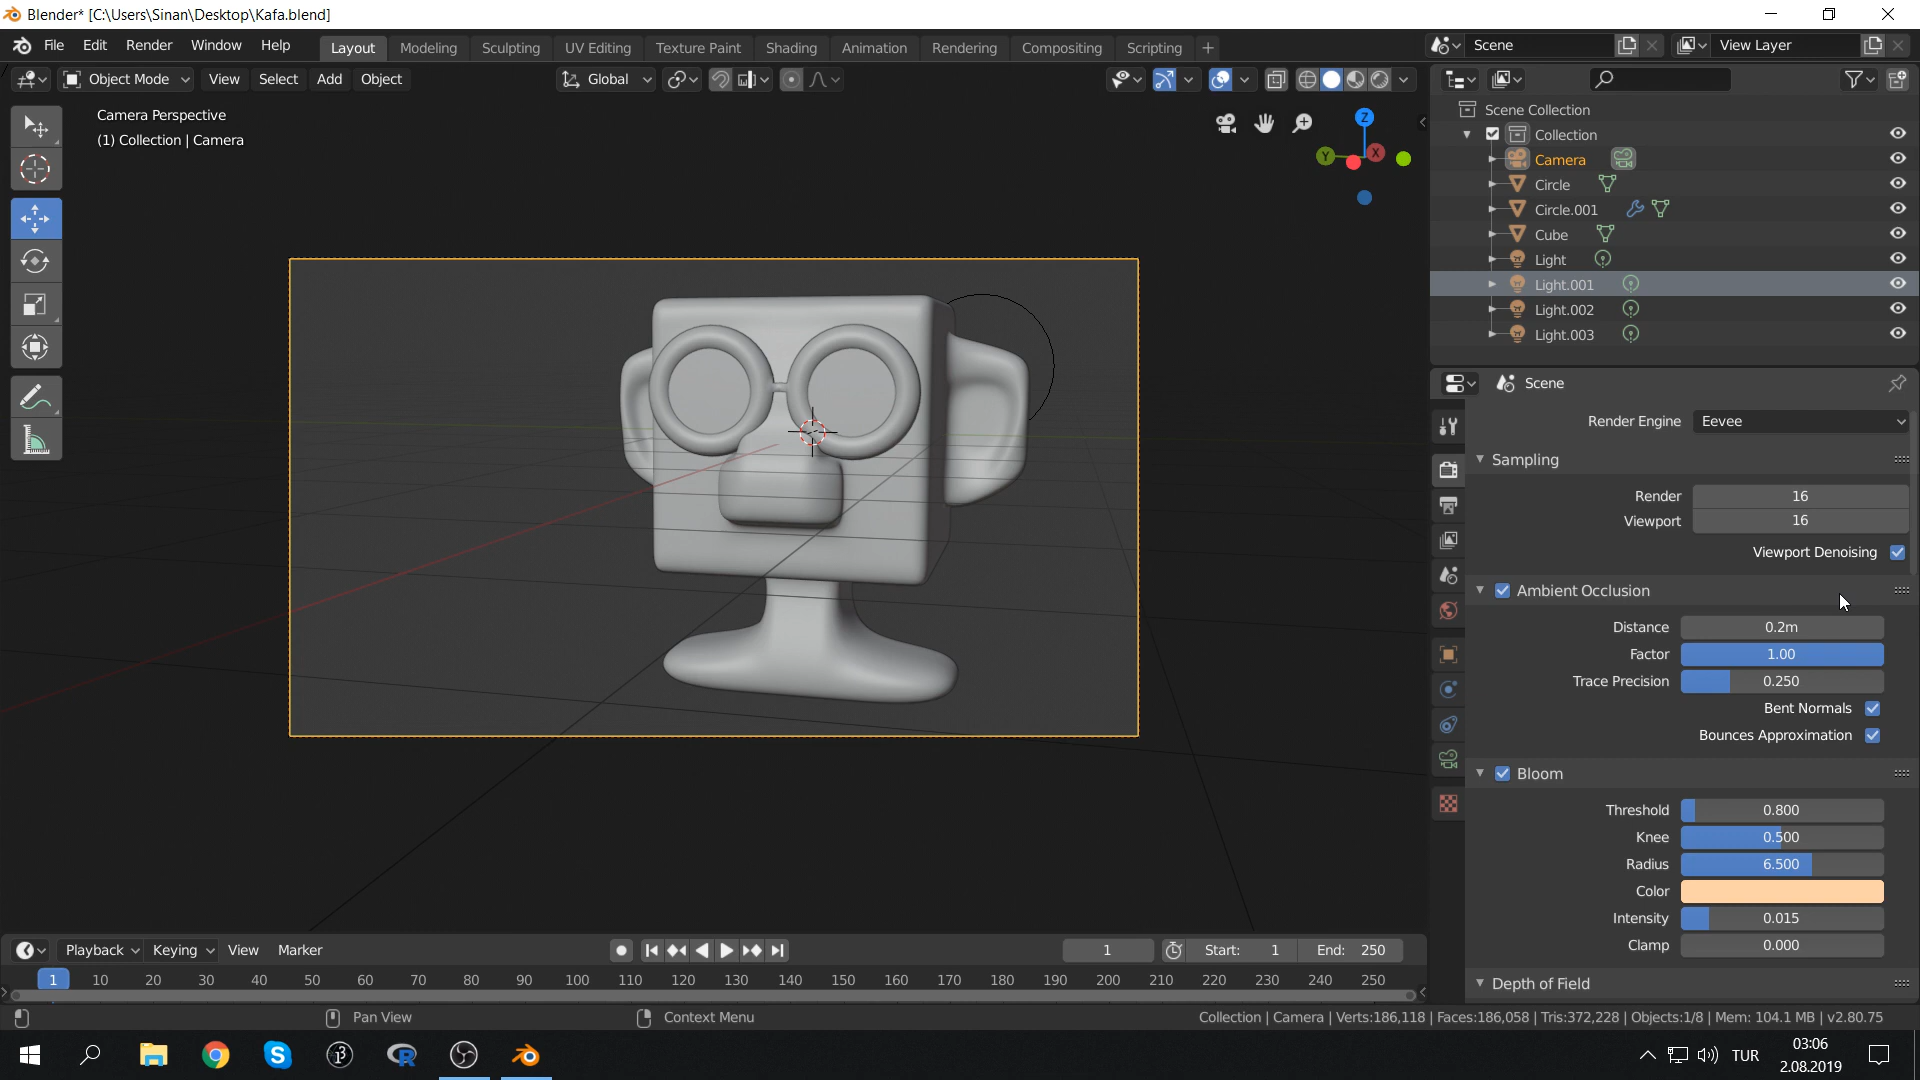 Blender* [C:\Users\Sinan\Desktop\Kafa.blend]
File Edit Render Window Help Layout Modeling Sculpting UV Editing Texture Paint Shading Animation Rendering Compositing Scripting + Scene View Layer
Object Mode View Select Add Object Global
Camera Perspective
(1) Collection | Camera
Z
Y X
Scene Collection
Collection
Camera
Circle
Circle.001
Cube
Light
Light.001
Light.002
Light.003
Scene
Render Engine Eevee
Sampling
Render 16
Viewport 16
Viewport Denoising
Ambient Occlusion
Distance 0.2m
Factor 1.00
Trace Precision 0.250
Bent Normals
Bounces Approximation
Bloom
Threshold 0.800
Knee 0.500
Radius 6.500
Color
Intensity 0.015
Clamp 0.000
Depth of Field
Playback Keying View Marker 1 Start: 1 End: 250
1 10 20 30 40 50 60 70 80 90 100 110 120 130 140 150 160 170 180 190 200 210 220 230 240 250
Pan View Context Menu Collection | Camera | Verts:186,118 | Faces:186,058 | Tris:372,228 | Objects:1/8 | Mem: 104.1 MB | v2.80.75
TUR 03:06
2.08.2019